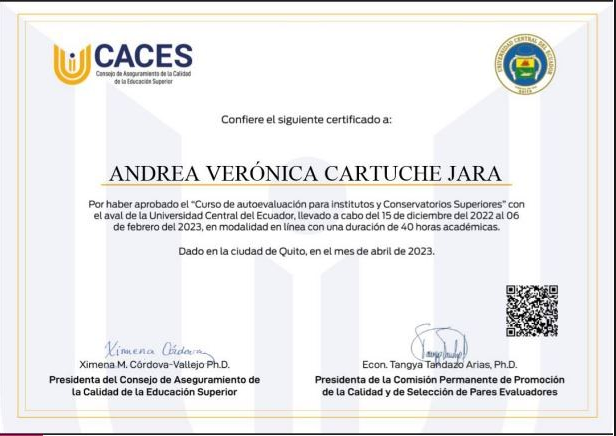 CACES
Consejo de Aseguramiento de la Calidad
de la Educación Superior
UNIVERSIDAD CENTRAL DEL ECUADOR
QUITO
Confiere el siguiente certificado a:
ANDREA VERÓNICA CARTUCHE JARA
Por haber aprobado el "Curso de autoevaluación para institutos y Conservatorios Superiores" con
el aval de la Universidad Central del Ecuador, llevado a cabo del 15 de diciembre del 2022 al 06
de febrero del 2023, en modalidad en línea con una duración de 40 horas académicas.
Dado en la ciudad de Quito, en el mes de abril de 2023.
Ximena Córdova
Ximena M. Córdova-Vallejo Ph.D.
Presidenta del Consejo de Aseguramiento de
la Calidad de la Educación Superior
Econ. Tangya Tandazo Arias, Ph.D.
Presidenta de la Comisión Permanente de Promoción
de la Calidad y de Selección de Pares Evaluadores